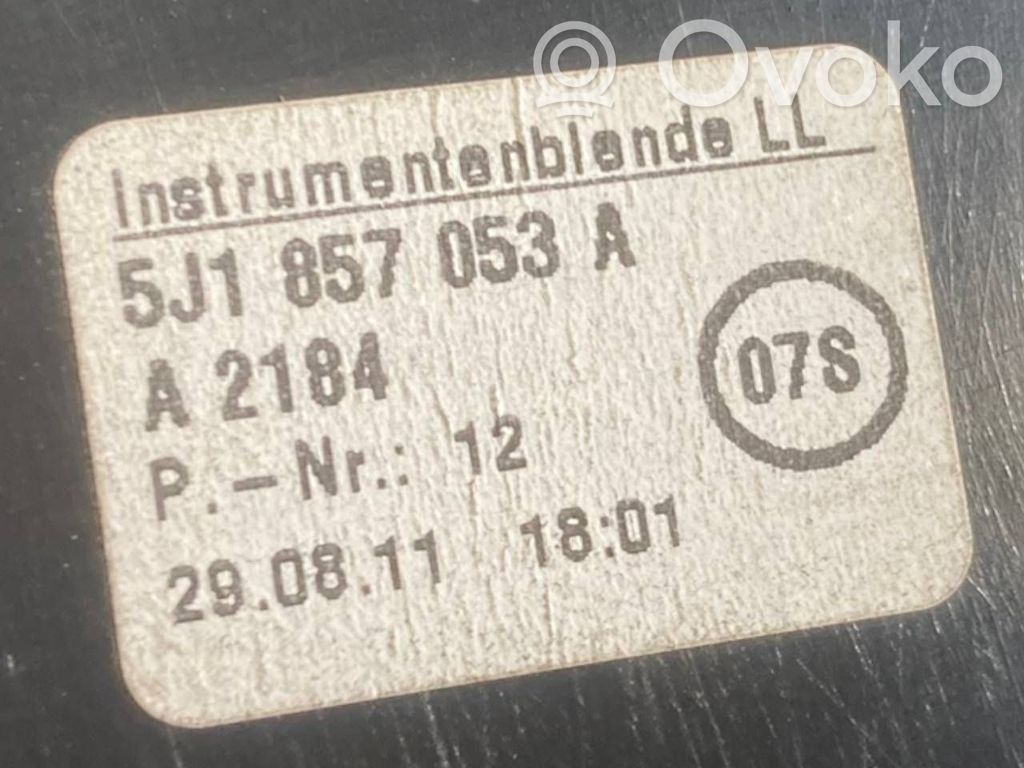 Ovoko
Instrumentenblende LL
5J1 857 053 A
A 2184
07S
P.-Nr.: 12
29.08.11 18:01